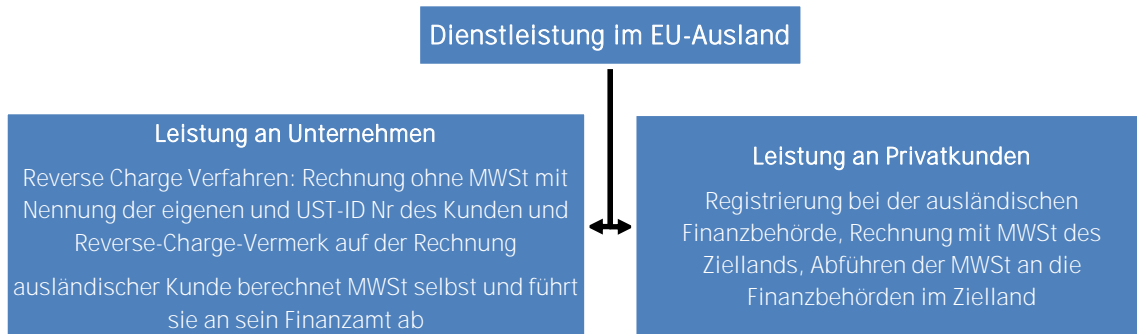 Dienstleistung im EU-Ausland
Leistung an Unternehmen
Reverse Charge Verfahren: Rechnung ohne MWSt mit
Nennung der eigenen und UST-ID Nr des Kunden und
Reverse-Charge-Vermerk auf der Rechnung
ausländischer Kunde berechnet MWSt selbst und führt
sie an sein Finanzamt ab
Leistung an Privatkunden
Registrierung bei der ausländischen
Finanzbehörde, Rechnung mit MWSt des
Ziellands, Abführen der MWSt an die
Finanzbehörden im Zielland